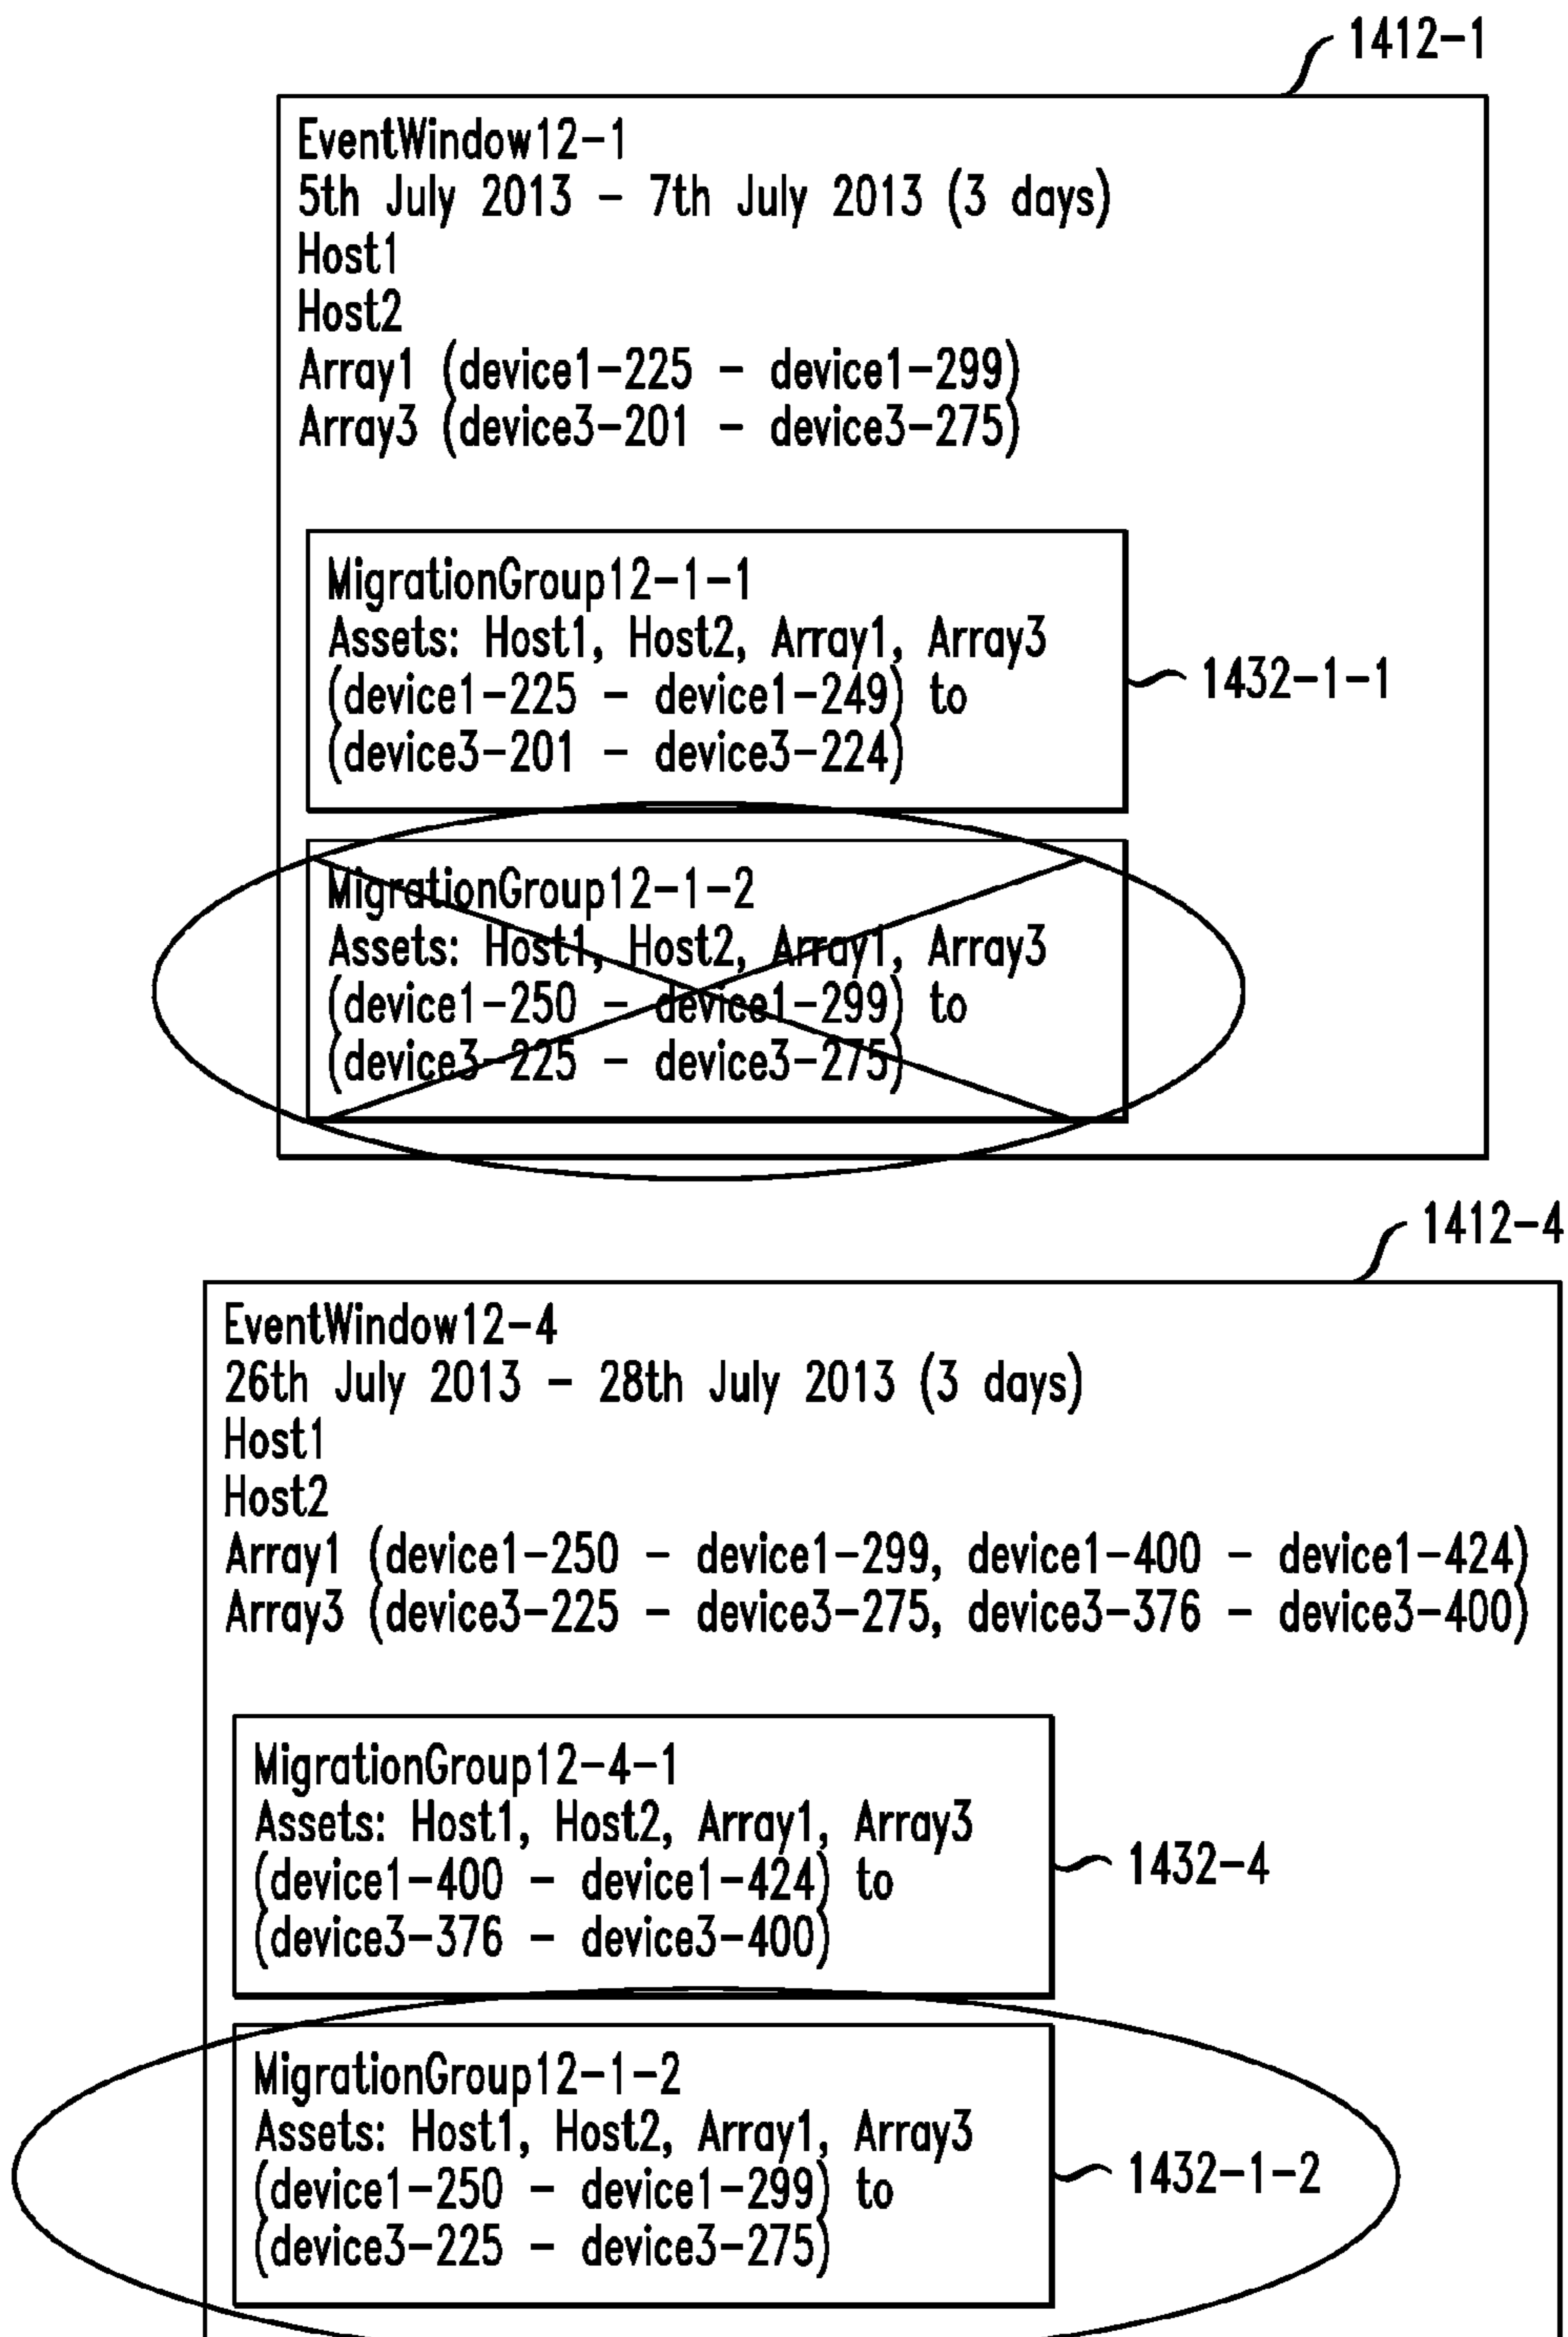 1412-1
EventWindow12-1
5th July 2013 - 7th July 2013 (3 days)
Host1
Host2
Array1 (device1-225 - device1-299)
Array3 (device3-201 - device3-275)
MigrationGroup12-1-1
Assets: Host1, Host2, Array1, Array3
(device1-225 - device1-249) to
(device3-201 - device3-224)
1432-1-1
MigrationGroup12-1-2
Assets: Host1, Host2, Array1, Array3
(device1-250 - device1-299) to
(device3-225 - device3-275)
1412-4
EventWindow12-4
26th July 2013 - 28th July 2013 (3 days)
Host1
Host2
Array1 (device1-250 - device1-299, device1-400 - device1-424)
Array3 (device3-225 - device3-275, device3-376 - device3-400)
MigrationGroup12-4-1
Assets: Host1, Host2, Array1, Array3
(device1-400 - device1-424) to
(device3-376 - device3-400)
1432-4
MigrationGroup12-1-2
Assets: Host1, Host2, Array1, Array3
(device1-250 - device1-299) to
(device3-225 - device3-275)
1432-1-2